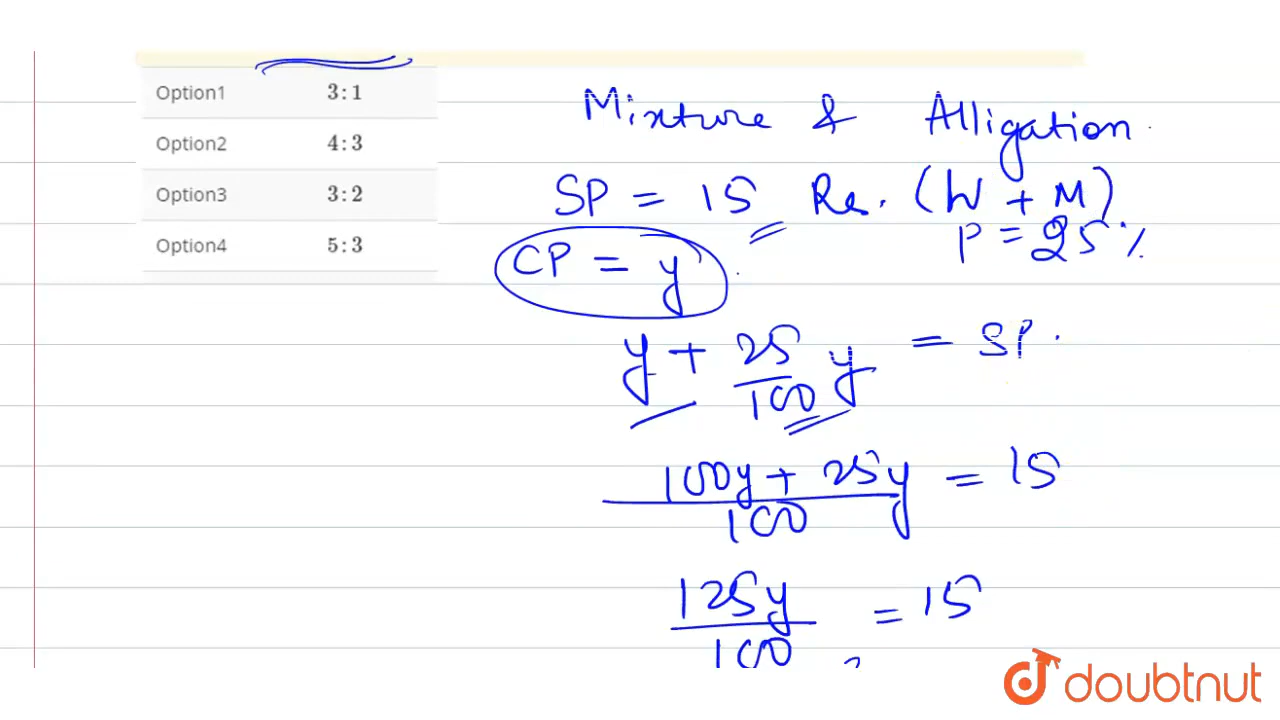 Option1 3 : 1
Option2 4 : 3
Option3 3 : 2
Option4 5 : 3
Mixture & Alligation
SP = 15 Rs. (W + M)
P = 25 %
CP = y
y + 25/100 y = SP.
100y + 25y / 100 = 15
125y / 100 = 15
doubtnut